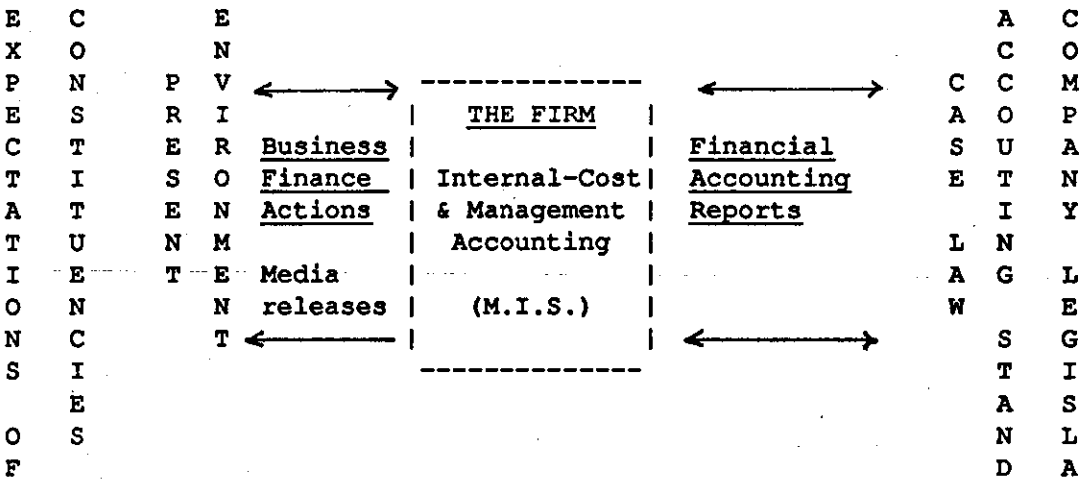 EXPECTATIONS OF
CONSTITUENCIES
PRESENT
ENVIRONMENT
Business
Finance
Actions
Media
releases
THE FIRM
Internal-Cost
& Management
Accounting
(M.I.S.)
Financial
Accounting
Reports
CASE LAW
ACCOUTING STAND
COMPANY LEGISLA